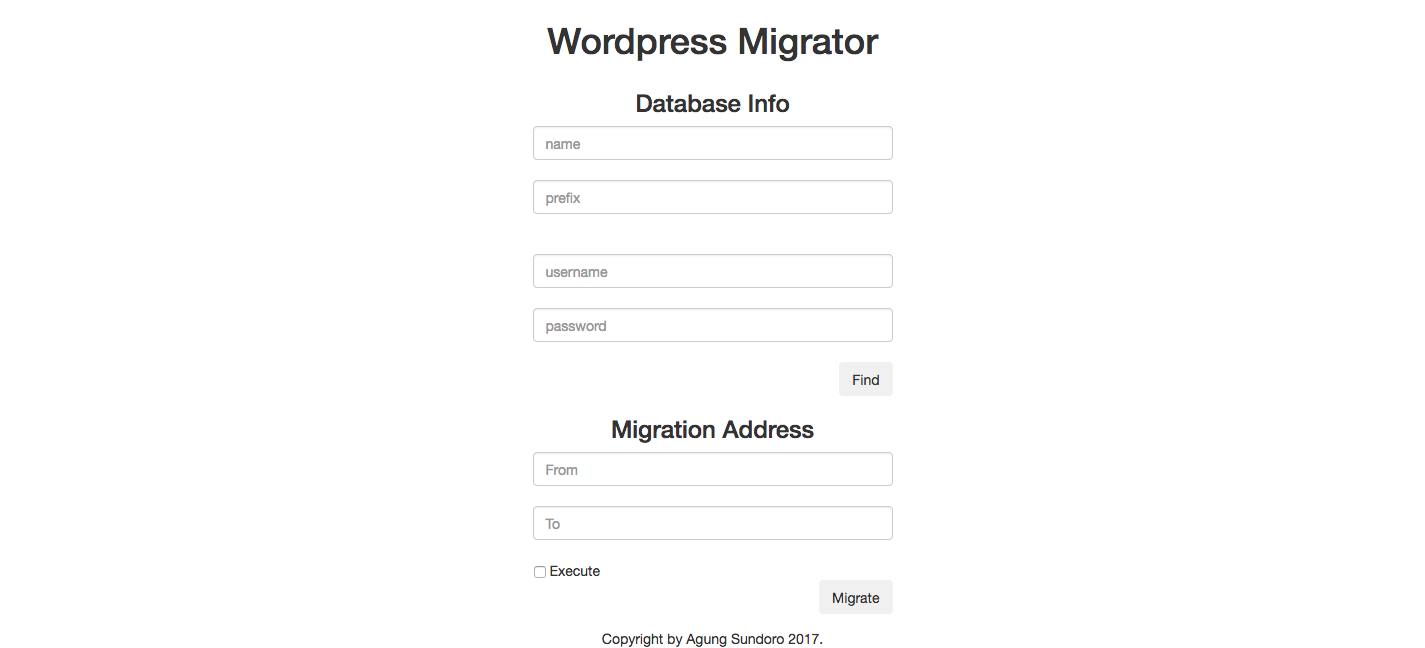 Wordpress Migrator
Database Info
name
prefix
username
password
Find
Migration Address
From
To
Execute
Migrate
Copyright by Agung Sundoro 2017.